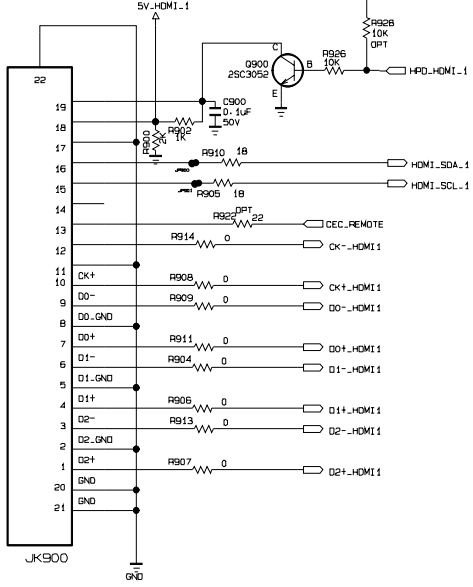 5V_HDMI_1
R928
10K
OPT
22
Q900
2SC3052
C
B
E
R926
10K
HPD_HDMI_1
19
C900
0.1uF
50V
18
R902
1K
R900
2K
17
16
JP900
R910
18
HDMI_SDA_1
15
JP901
R905
18
HDMI_SCL_1
14
13
R922
OPT
22
CEC_REMOTE
12
R914
0
CK-_HDMI1
11
10
CK+
R908
0
CK+_HDMI1
9
D0-
R909
0
D0-_HDMI1
8
D0_GND
7
D0+
R911
0
D0+_HDMI1
6
D1-
R904
0
D1-_HDMI1
5
D1_GND
4
D1+
R906
0
D1+_HDMI1
3
D2-
R913
0
D2-_HDMI1
2
D2_GND
1
D2+
R907
0
D2+_HDMI1
20
GND
21
GND
JK900
GND